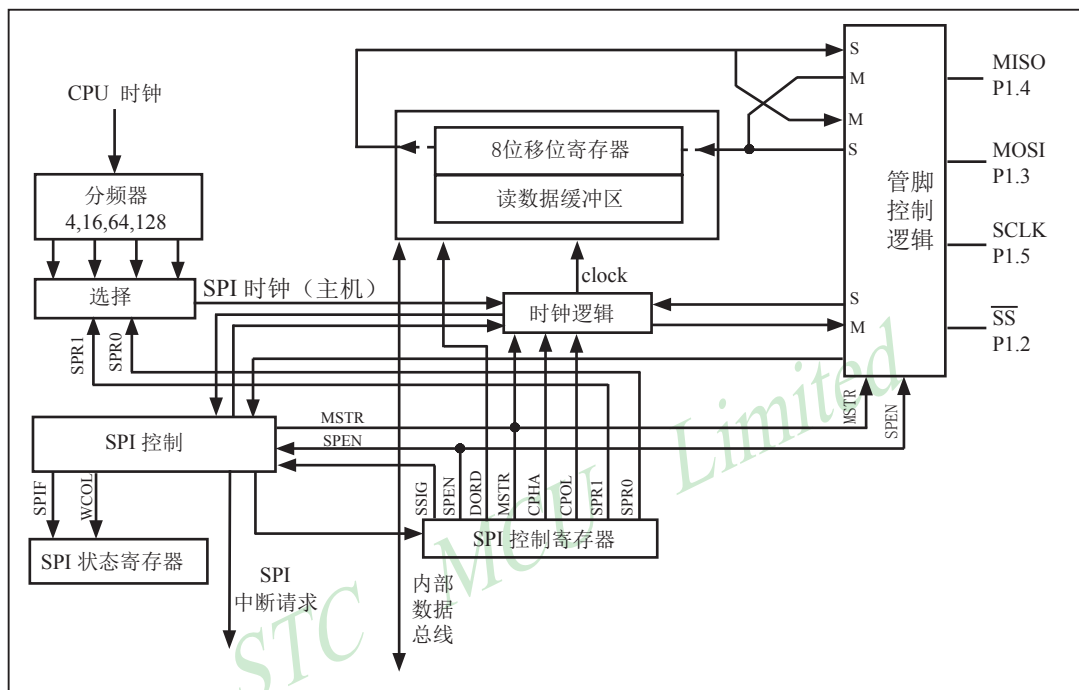 CPU 时钟
分频器
4,16,64,128
选择
SPR1
SPR0
SPI 时钟（主机）
8位移位寄存器
读数据缓冲区
clock
时钟逻辑
S
M
M
S
S
M
管脚
控制
逻辑
MISO
P1.4
MOSI
P1.3
SCLK
P1.5
SS
P1.2
MSTR
SPEN
SPI 控制
MSTR
SPEN
SPIF
WCOL
SPI 状态寄存器
SSIG
SPEN
DORD
MSTR
CPHA
CPOL
SPR1
SPR0
SPI 控制寄存器
SPI
中断请求
内部
数据
总线
STC MCU Limited